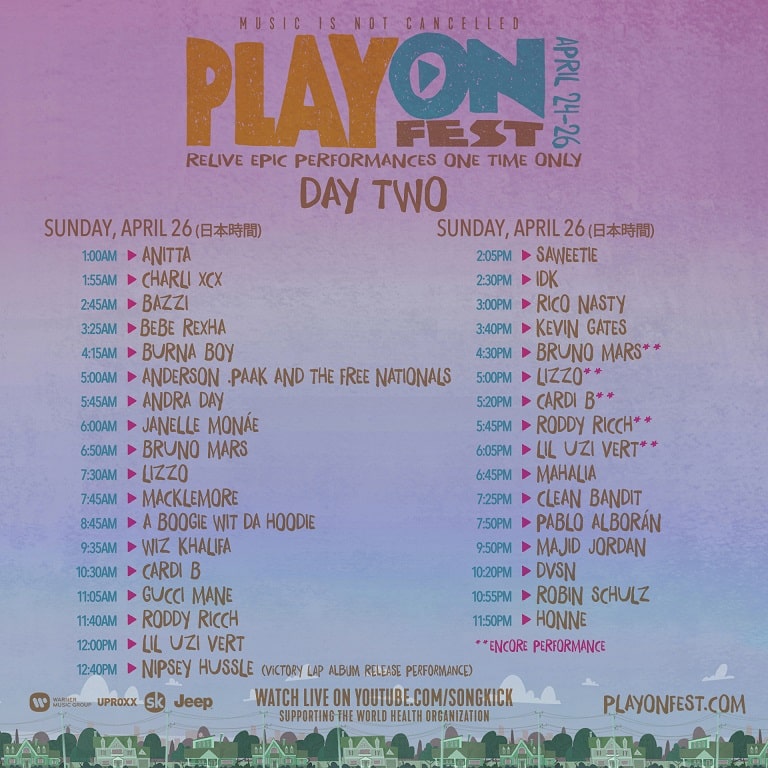 MUSIC IS NOT CANCELLED
PLAYON
FEST
APRIL 24-26
RELIVE EPIC PERFORMANCES ONE TIME ONLY
DAY TWO
SUNDAY, APRIL 26 (日本時間)
1:00AM ▶ ANITTA
1:55AM ▶ CHARLI XCX
2:45AM ▶ BAZZI
3:25AM ▶ BEBE REXHA
4:15AM ▶ BURNA BOY
5:00AM ▶ ANDERSON .PAAK AND THE FREE NATIONALS
5:45AM ▶ ANDRA DAY
6:00AM ▶ JANELLE MONÁE
6:50AM ▶ BRUNO MARS
7:30AM ▶ LIZZO
7:45AM ▶ MACKLEMORE
8:45AM ▶ A BOOGIE WIT DA HOODIE
9:35AM ▶ WIZ KHALIFA
10:30AM ▶ CARDI B
11:05AM ▶ GUCCI MANE
11:40AM ▶ RODDY RICCH
12:00PM ▶ LIL UZI VERT
12:40PM ▶ NIPSEY HUSSLE (VICTORY LAP ALBUM RELEASE PERFORMANCE)
SUNDAY, APRIL 26 (日本時間)
2:05PM ▶ SAWEETIE
2:30PM ▶ IDK
3:00PM ▶ RICO NASTY
3:40PM ▶ KEVIN GATES
4:30PM ▶ BRUNO MARS**
5:00PM ▶ LIZZO**
5:20PM ▶ CARDI B**
5:45PM ▶ RODDY RICCH**
6:05PM ▶ LIL UZI VERT**
6:45PM ▶ MAHALIA
7:25PM ▶ CLEAN BANDIT
7:50PM ▶ PABLO ALBORÁN
9:50PM ▶ MAJID JORDAN
10:20PM ▶ DVSN
10:55PM ▶ ROBIN SCHULZ
11:50PM ▶ HONNE
**ENCORE PERFORMANCE
WARNER
MUSIC GROUP
UPROXX
sk
Jeep
WATCH LIVE ON YOUTUBE.COM/SONGKICK
SUPPORTING THE WORLD HEALTH ORGANIZATION
PLAYONFEST.COM